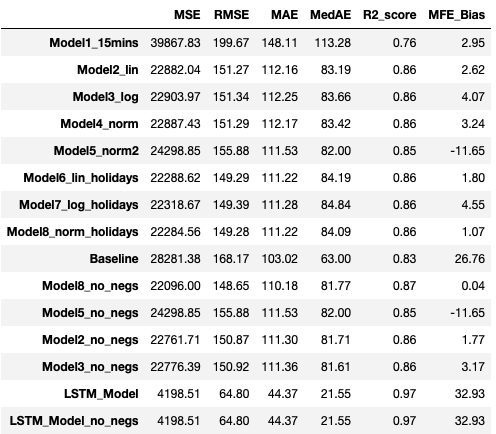 MSE RMSE MAE MedAE R2_score MFE_Bias
Model1_15mins 39867.83 199.67 148.11 113.28 0.76 2.95
Model2_lin 22882.04 151.27 112.16 83.19 0.86 2.62
Model3_log 22903.97 151.34 112.25 83.66 0.86 4.07
Model4_norm 22887.43 151.29 112.17 83.42 0.86 3.24
Model5_norm2 24298.85 155.88 111.53 82.00 0.85 -11.65
Model6_lin_holidays 22288.62 149.29 111.22 84.19 0.86 1.80
Model7_log_holidays 22318.67 149.39 111.28 84.84 0.86 4.55
Model8_norm_holidays 22284.56 149.28 111.22 84.09 0.86 1.07
Baseline 28281.38 168.17 103.02 63.00 0.83 26.76
Model8_no_negs 22096.00 148.65 110.18 81.77 0.87 0.04
Model5_no_negs 24298.85 155.88 111.53 82.00 0.85 -11.65
Model2_no_negs 22761.71 150.87 111.30 81.71 0.86 1.77
Model3_no_negs 22776.39 150.92 111.36 81.61 0.86 3.17
LSTM_Model 4198.51 64.80 44.37 21.55 0.97 32.93
LSTM_Model_no_negs 4198.51 64.80 44.37 21.55 0.97 32.93